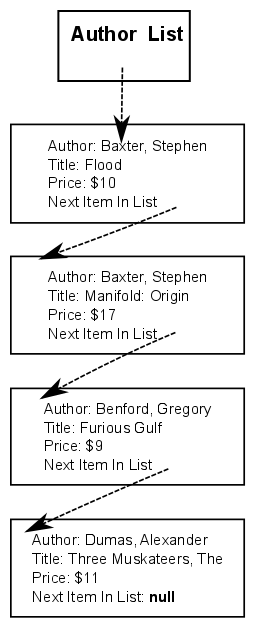 Author List
Author: Baxter, Stephen
Title: Flood
Price: $10
Next Item In List
Author: Baxter, Stephen
Title: Manifold: Origin
Price: $17
Next Item In List
Author: Benford, Gregory
Title: Furious Gulf
Price: $9
Next Item In List
Author: Dumas, Alexander
Title: Three Muskateers, The
Price: $11
Next Item In List: null